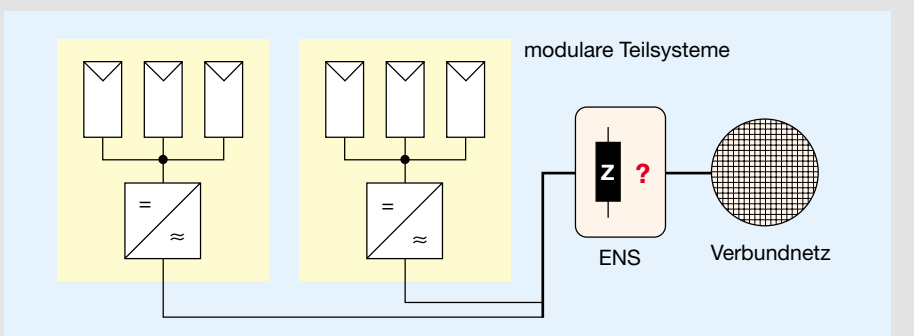 modulare Teilsysteme
=
≈
=
≈
Z ?
ENS
Verbundnetz